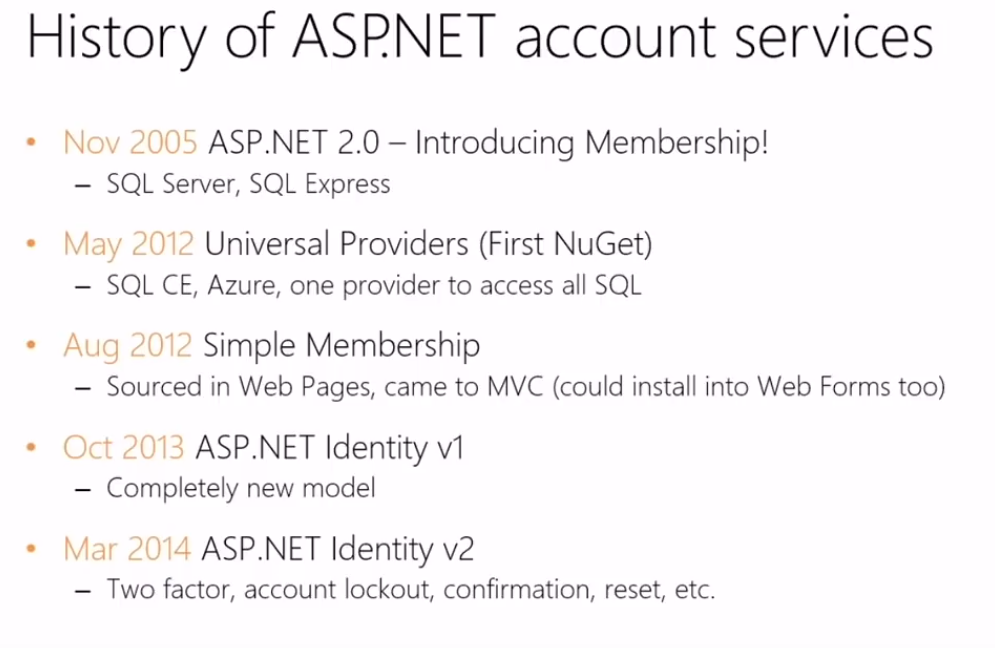 History of ASP.NET account services
• Nov 2005 ASP.NET 2.0 – Introducing Membership!
– SQL Server, SQL Express
• May 2012 Universal Providers (First NuGet)
– SQL CE, Azure, one provider to access all SQL
• Aug 2012 Simple Membership
– Sourced in Web Pages, came to MVC (could install into Web Forms too)
• Oct 2013 ASP.NET Identity v1
– Completely new model
• Mar 2014 ASP.NET Identity v2
– Two factor, account lockout, confirmation, reset, etc.